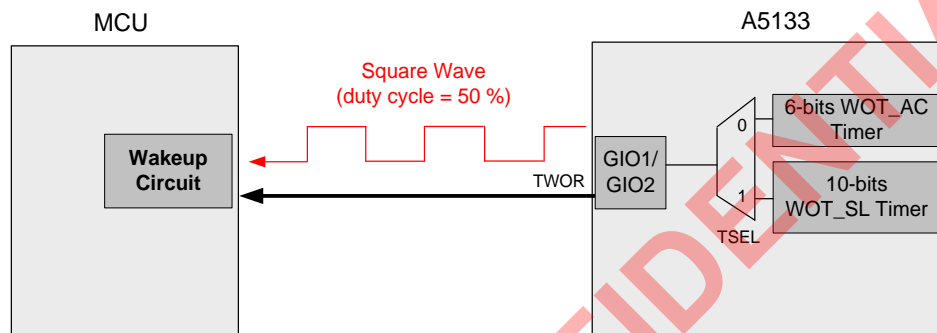 MCU
A5133
Square Wave
(duty cycle = 50 %)
Wakeup
Circuit
TWOR
GIO1/
GIO2
0
1
TSEL
6-bits WOT_AC
Timer
10-bits
WOT_SL Timer
FIDENTIA